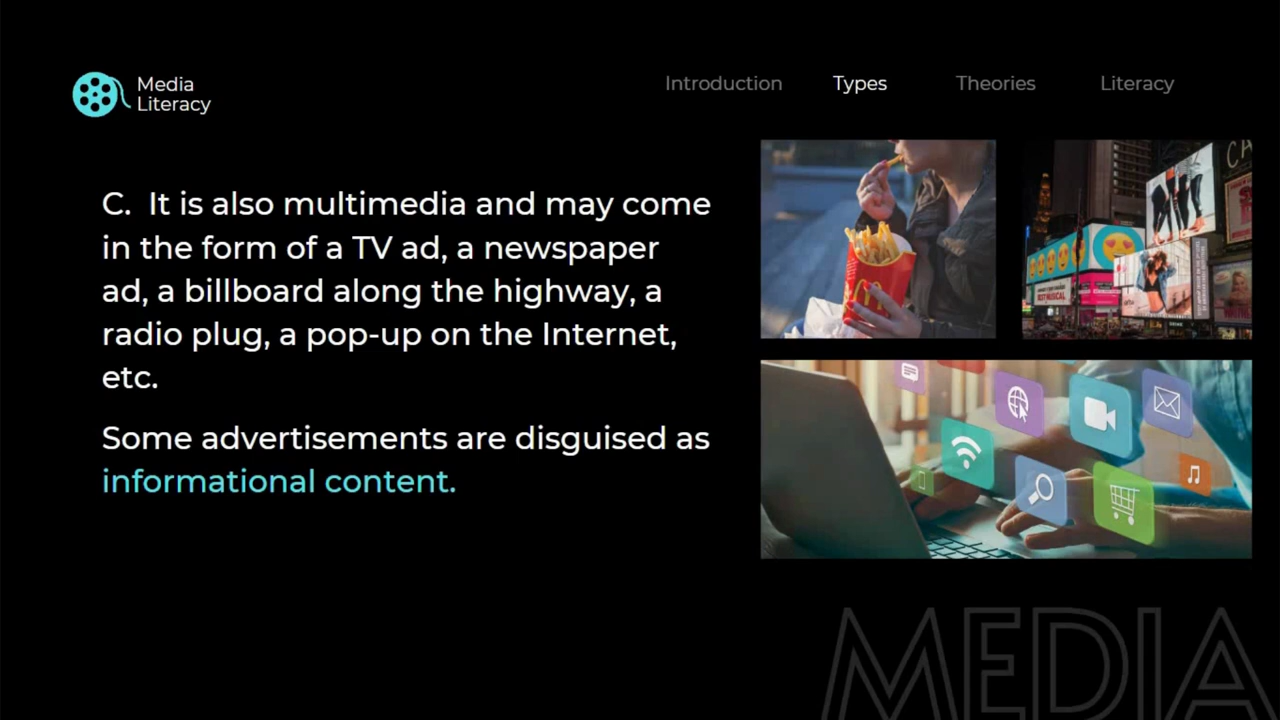 Media
Literacy
Introduction Types Theories Literacy
C. It is also multimedia and may come
in the form of a TV ad, a newspaper
ad, a billboard along the highway, a
radio plug, a pop-up on the Internet,
etc.
Some advertisements are disguised as
informational content.
MEDIA